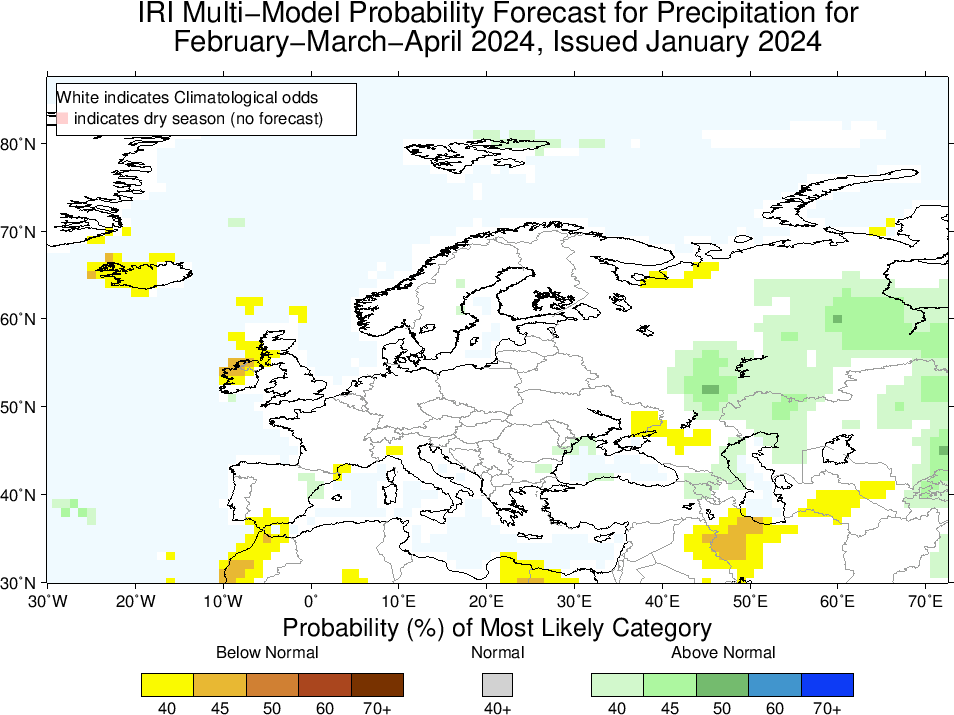 IRI Multi−Model Probability Forecast for Precipitation for
February−March−April 2024, Issued January 2024
White indicates Climatological odds
indicates dry season (no forecast)
80˚N
70˚N
60˚N
50˚N
40˚N
30˚N
30˚W 20˚W 10˚W 0˚ 10˚E 20˚E 30˚E 40˚E 50˚E 60˚E 70˚E
Probability (%) of Most Likely Category
Below Normal Normal Above Normal
40 45 50 60 70+ 40+ 40 45 50 60 70+